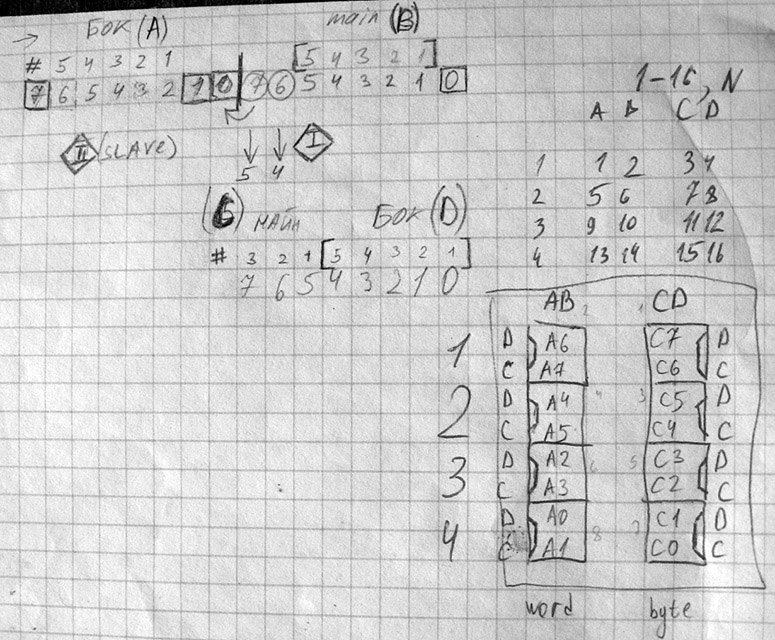 → БОК (A) main (B)
# 5 4 3 2 1 [5 4 3 2 1]
7 6 5 4 3 2 1 0 7 6 5 4 3 2 1 0
II (SLAVE) I
5 4
(C) МАЙН БОК (D)
# 3 2 1 [5 4 3 2 1]
7 6 5 4 3 2 1 0
1-16, N
A B C D
1 1 2 3 4
2 5 6 7 8
3 9 10 11 12
4 13 14 15 16
AB 2 1 CD
1 D A6 C7 D
C A7 C6 C
2 D A4 4 3 C5 D
C A5 C4 C
3 D A2 6 5 C3 D
C A3 C2 C
4 D A0 8 7 C1 D
C A1 C0 C
word byte